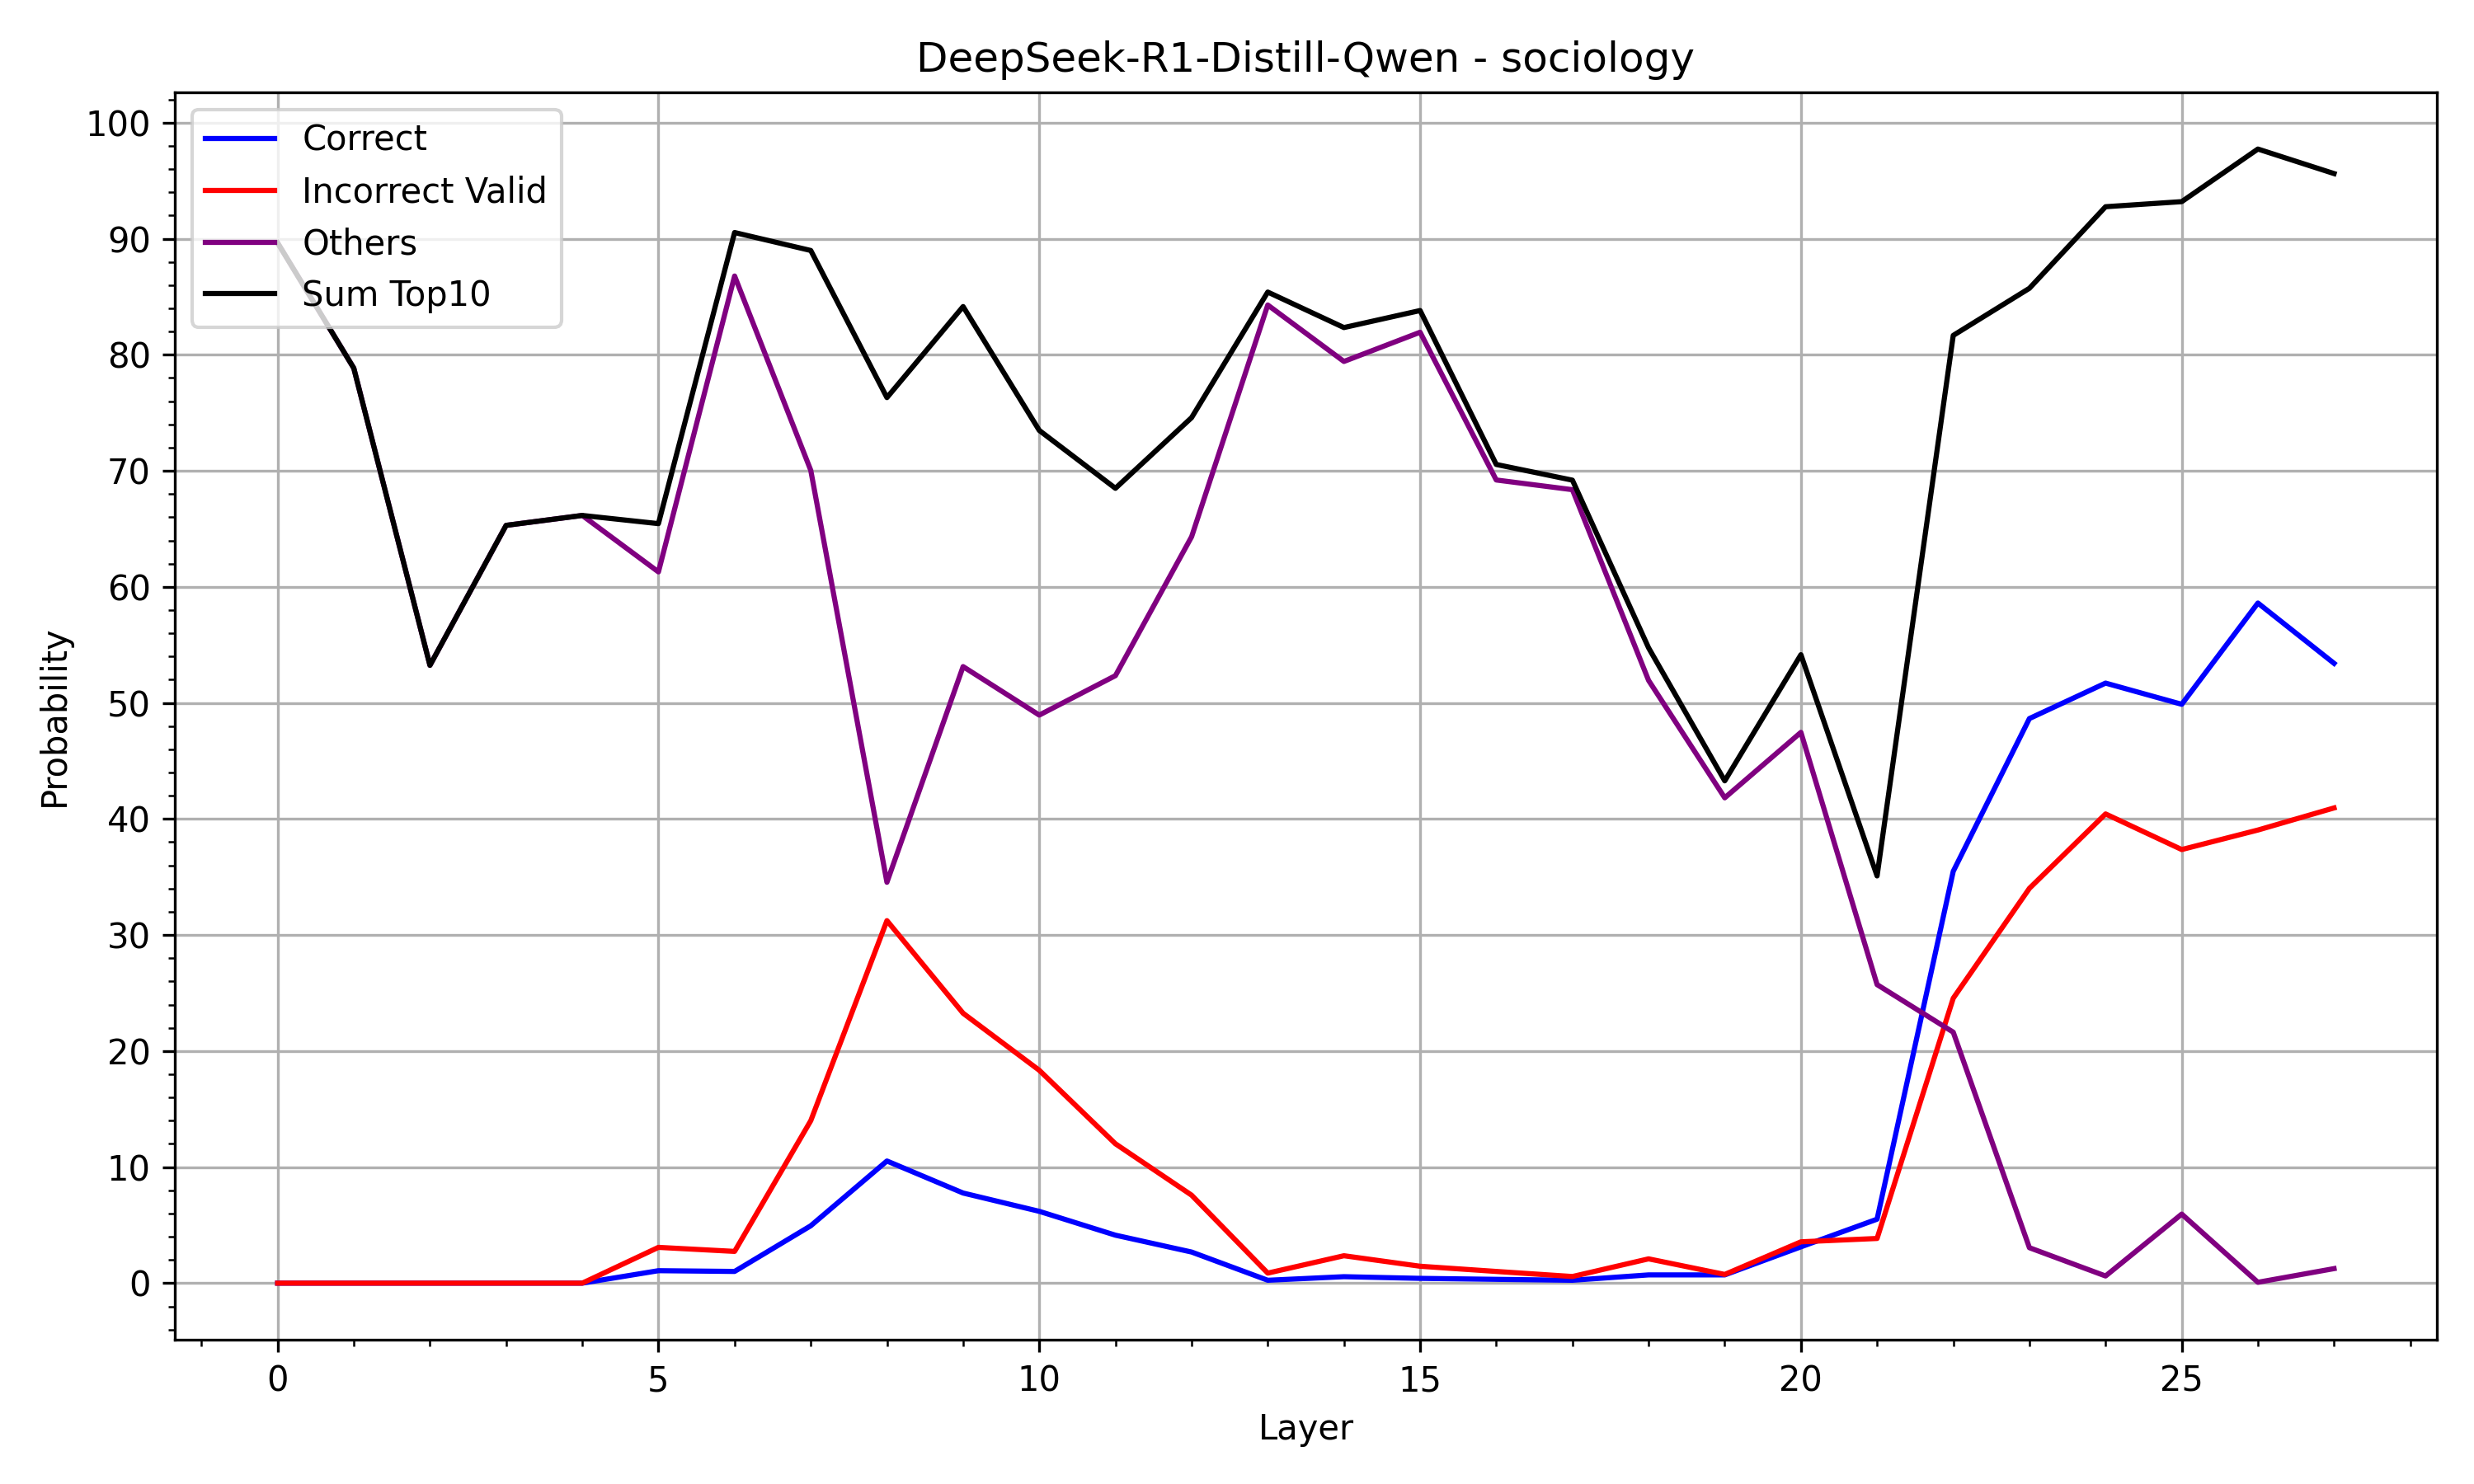 DeepSeek-R1-Distill-Qwen - sociology
Correct
Incorrect Valid
Others
Sum Top10
Probability
100
90
80
70
60
50
40
30
20
10
0
0 5 10 15 20 25
Layer